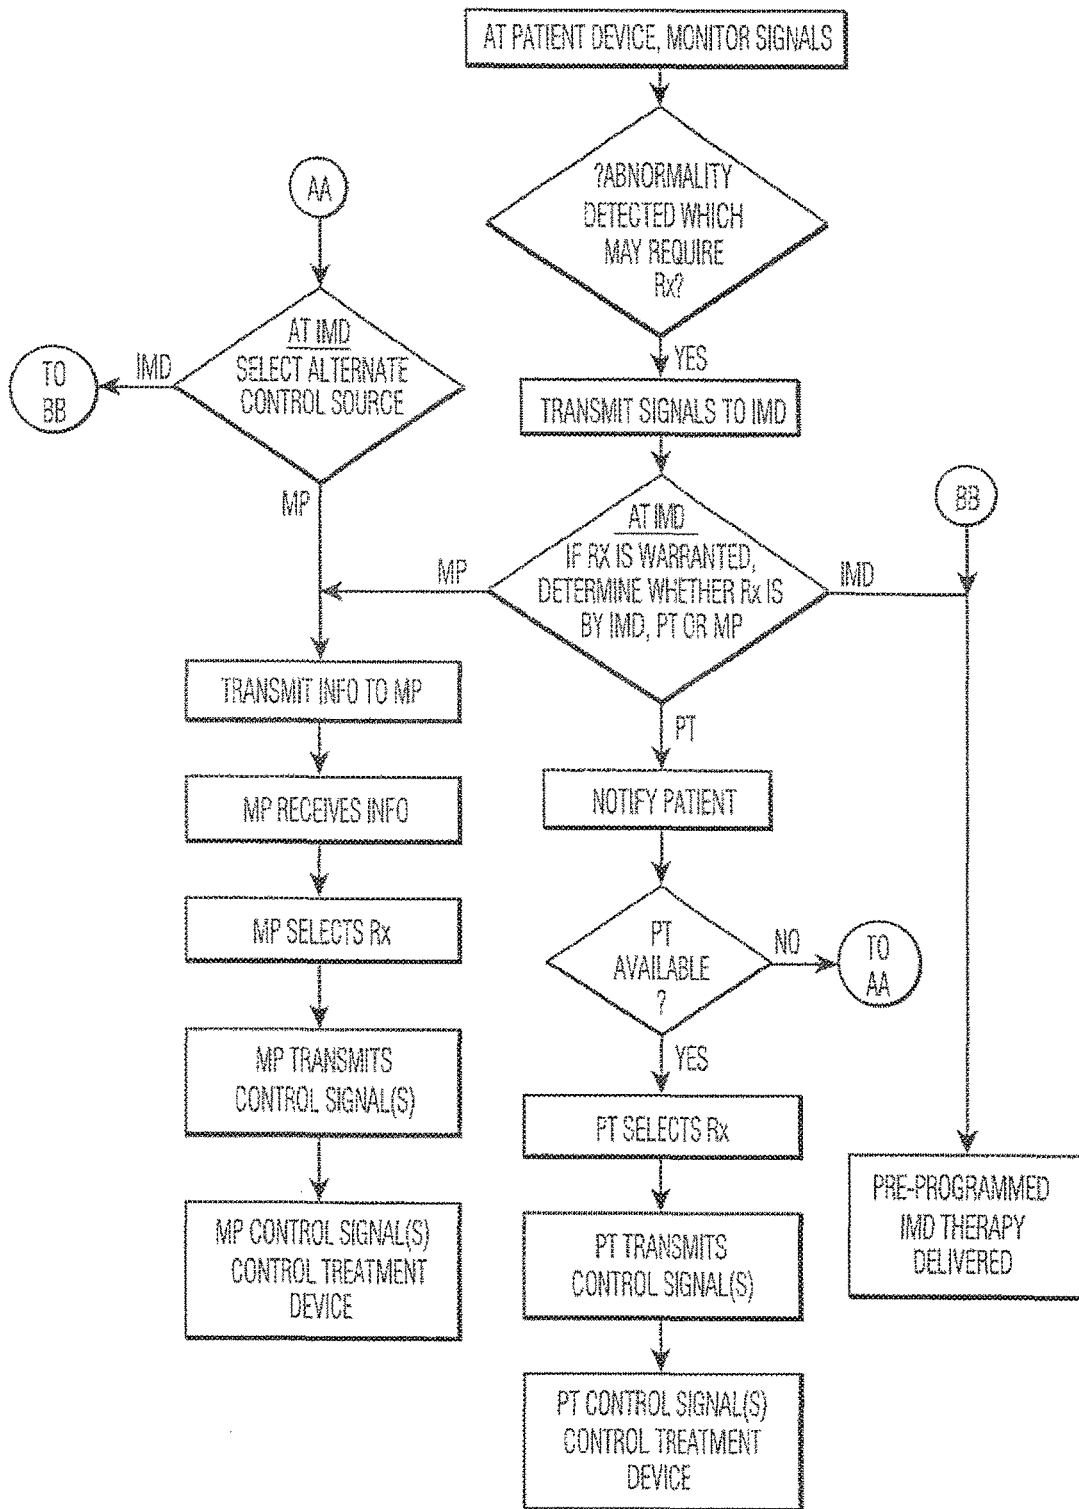 AT PATIENT DEVICE, MONITOR SIGNALS
?ABNORMALITY
DETECTED WHICH
MAY REQUIRE
Rx?
YES
TRANSMIT SIGNALS TO IMD
AA
AT IMD
SELECT ALTERNATE
CONTROL SOURCE
IMD
TO
BB
MP
AT IMD
IF RX IS WARRANTED,
DETERMINE WHETHER Rx IS
BY IMD, PT OR MP
MP
IMD
PT
BB
TRANSMIT INFO TO MP
MP RECEIVES INFO
MP SELECTS Rx
MP TRANSMITS
CONTROL SIGNAL(S)
MP CONTROL SIGNAL(S)
CONTROL TREATMENT
DEVICE
NOTIFY PATIENT
PT
AVAILABLE
?
NO
TO
AA
YES
PT SELECTS Rx
PT TRANSMITS
CONTROL SIGNAL(S)
PT CONTROL SIGNAL(S)
CONTROL TREATMENT
DEVICE
PRE-PROGRAMMED
IMD THERAPY
DELIVERED